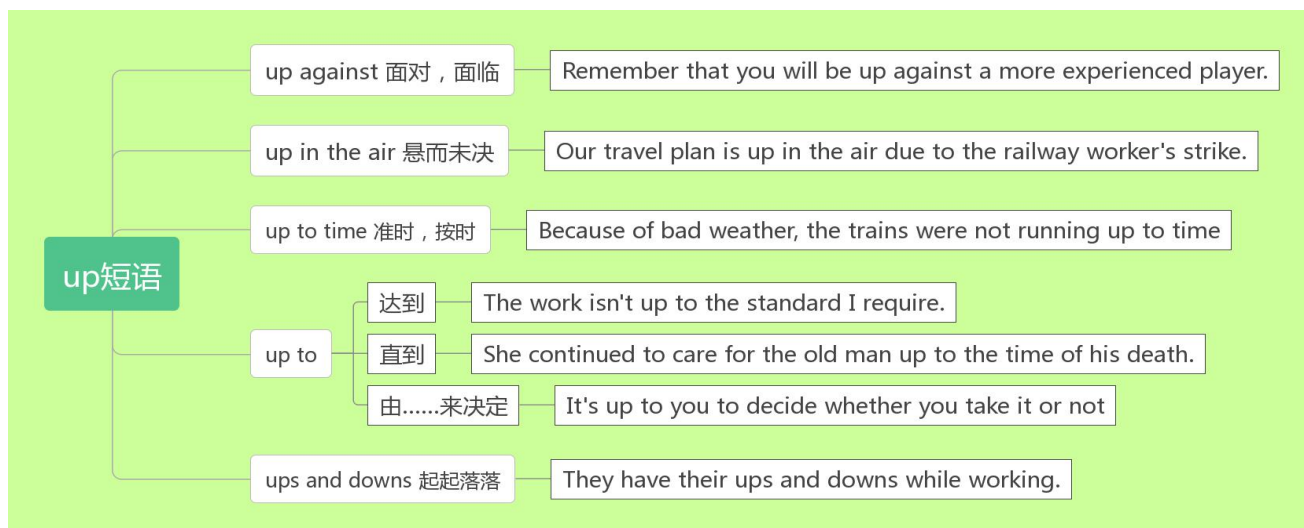 up短语
up against 面对，面临
Remember that you will be up against a more experienced player.
up in the air 悬而未决
Our travel plan is up in the air due to the railway worker's strike.
up to time 准时，按时
Because of bad weather, the trains were not running up to time
up to
达到
The work isn't up to the standard I require.
直到
She continued to care for the old man up to the time of his death.
由......来决定
It's up to you to decide whether you take it or not
ups and downs 起起落落
They have their ups and downs while working.